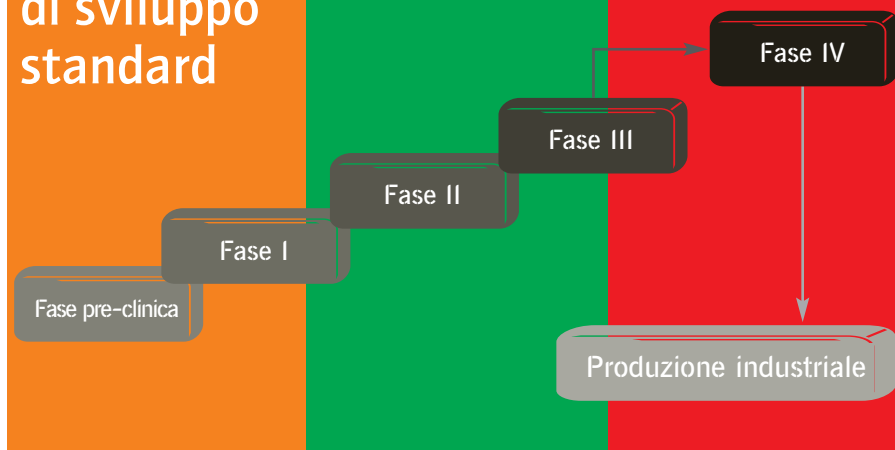 di sviluppo
standard
Fase IV
Fase III
Fase II
Fase I
Fase pre-clinica
Produzione industriale